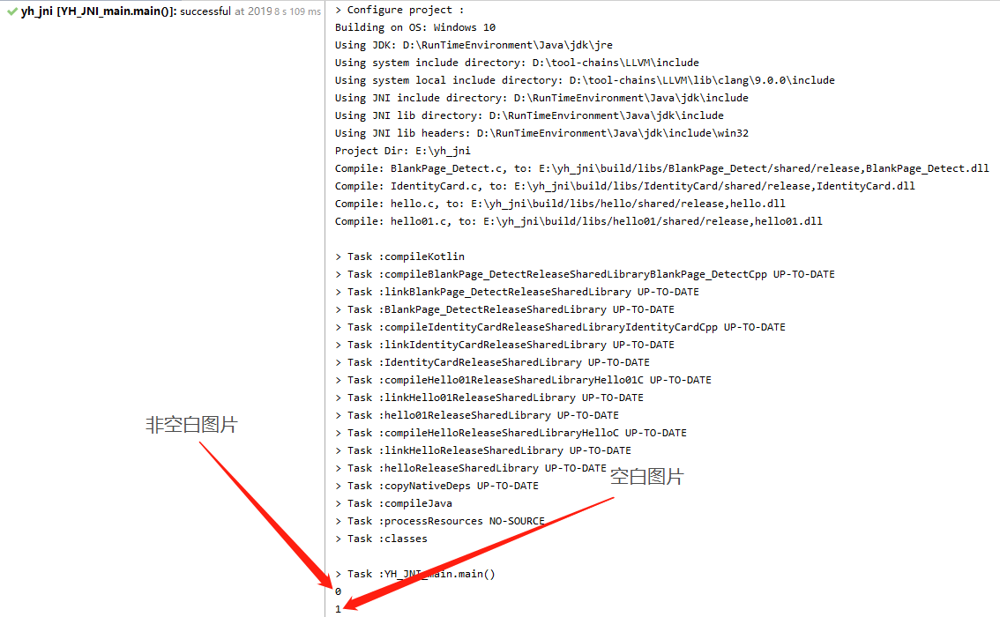 yh_jni [YH_JNI_main.main()]: successful at 2019 8 s 109 ms
> Configure project :
Building on OS: Windows 10
Using JDK: D:\RunTimeEnvironment\Java\jdk\jre
Using system include directory: D:\tool-chains\LLVM\include
Using system local include directory: D:\tool-chains\LLVM\lib\clang\9.0.0\include
Using JNI include directory: D:\RunTimeEnvironment\Java\jdk\include
Using JNI lib directory: D:\RunTimeEnvironment\Java\jdk\include
Using JNI lib headers: D:\RunTimeEnvironment\Java\jdk\include\win32
Project Dir: E:\yh_jni
Compile: BlankPage_Detect.c, to: E:\yh_jni\build/libs/BlankPage_Detect/shared/release,BlankPage_Detect.dll
Compile: IdentityCard.c, to: E:\yh_jni\build/libs/IdentityCard/shared/release,IdentityCard.dll
Compile: hello.c, to: E:\yh_jni\build/libs/hello/shared/release,hello.dll
Compile: hello01.c, to: E:\yh_jni\build/libs/hello01/shared/release,hello01.dll
> Task :compileKotlin
> Task :compileBlankPage_DetectReleaseSharedLibraryBlankPage_DetectCpp UP-TO-DATE
> Task :linkBlankPage_DetectReleaseSharedLibrary UP-TO-DATE
> Task :BlankPage_DetectReleaseSharedLibrary UP-TO-DATE
> Task :compileIdentityCardReleaseSharedLibraryIdentityCardCpp UP-TO-DATE
> Task :linkIdentityCardReleaseSharedLibrary UP-TO-DATE
> Task :IdentityCardReleaseSharedLibrary UP-TO-DATE
> Task :compileHello01ReleaseSharedLibraryHello01C UP-TO-DATE
> Task :linkHello01ReleaseSharedLibrary UP-TO-DATE
> Task :hello01ReleaseSharedLibrary UP-TO-DATE
> Task :compileHelloReleaseSharedLibraryHelloC UP-TO-DATE
> Task :linkHelloReleaseSharedLibrary UP-TO-DATE
> Task :helloReleaseSharedLibrary UP-TO-DATE
> Task :copyNativeDeps UP-TO-DATE
> Task :compileJava
> Task :processResources NO-SOURCE
> Task :classes
> Task :YH_JNI_main.main()
0
1
非空白图片
空白图片